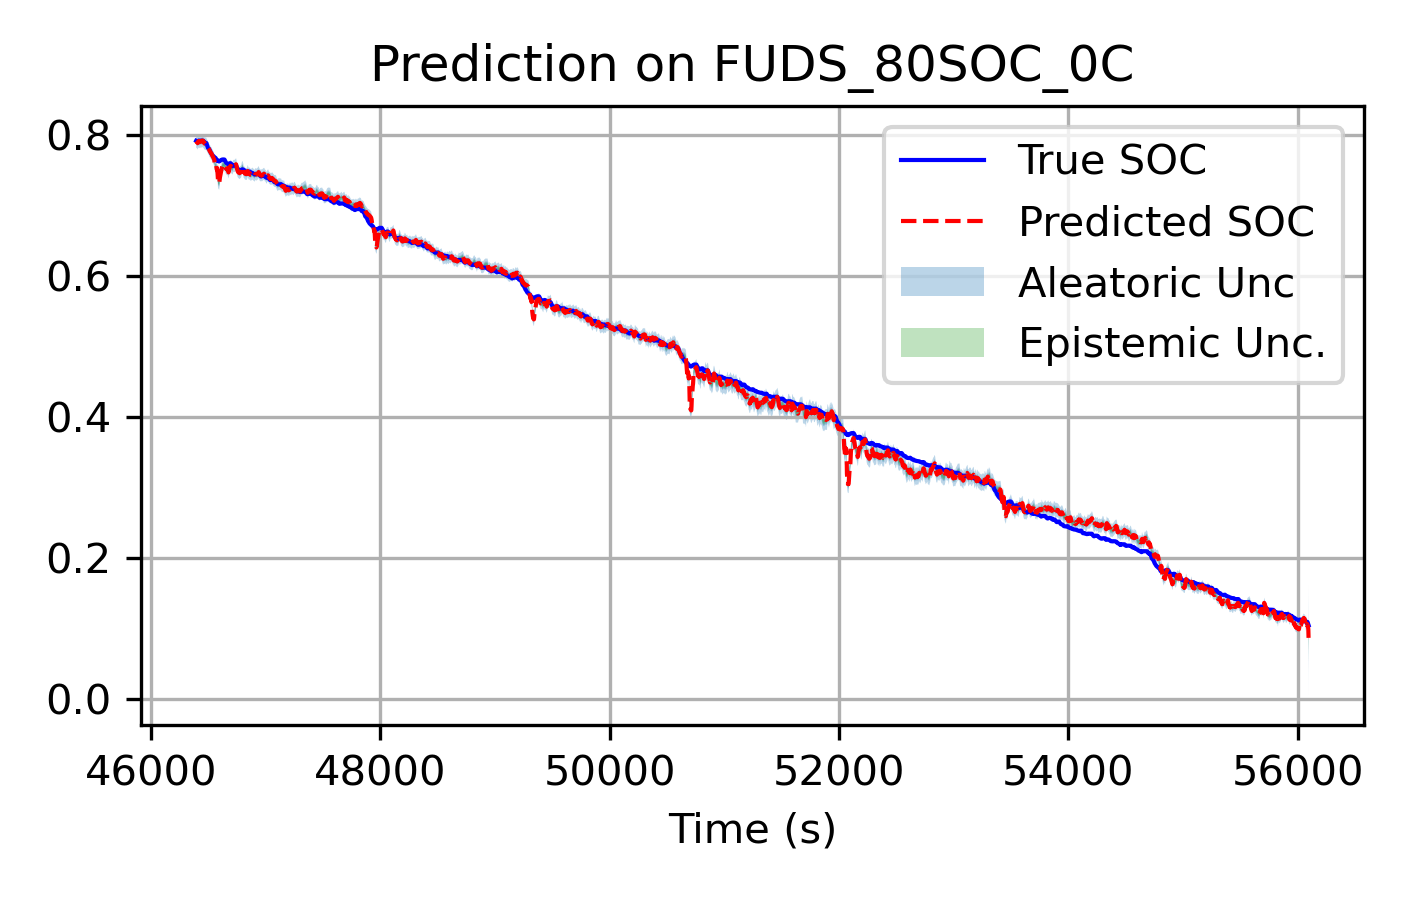 Prediction on FUDS_80SOC_0C
True SOC
Predicted SOC
Aleatoric Unc
Epistemic Unc.
0.8
0.6
0.4
0.2
0.0
46000 48000 50000 52000 54000 56000
Time (s)